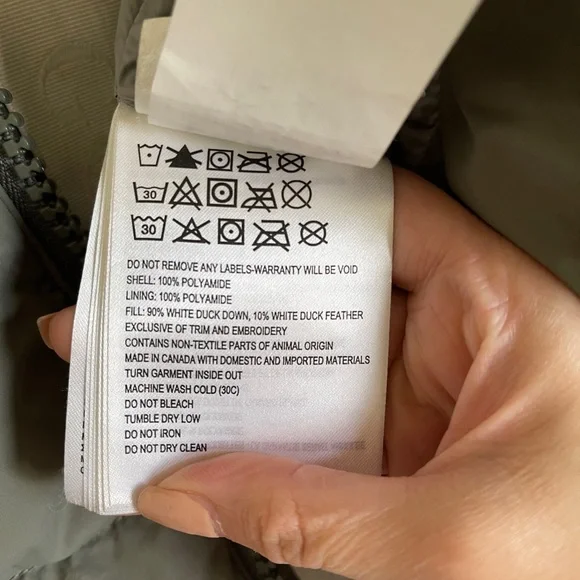 30
30
DO NOT REMOVE ANY LABELS-WARRANTY WILL BE VOID
SHELL: 100% POLYAMIDE
LINING: 100% POLYAMIDE
FILL: 90% WHITE DUCK DOWN, 10% WHITE DUCK FEATHER
EXCLUSIVE OF TRIM AND EMBROIDERY
CONTAINS NON-TEXTILE PARTS OF ANIMAL ORIGIN
MADE IN CANADA WITH DOMESTIC AND IMPORTED MATERIALS
TURN GARMENT INSIDE OUT
MACHINE WASH COLD (30C)
DO NOT BLEACH
TUMBLE DRY LOW
DO NOT IRON
DO NOT DRY CLEAN